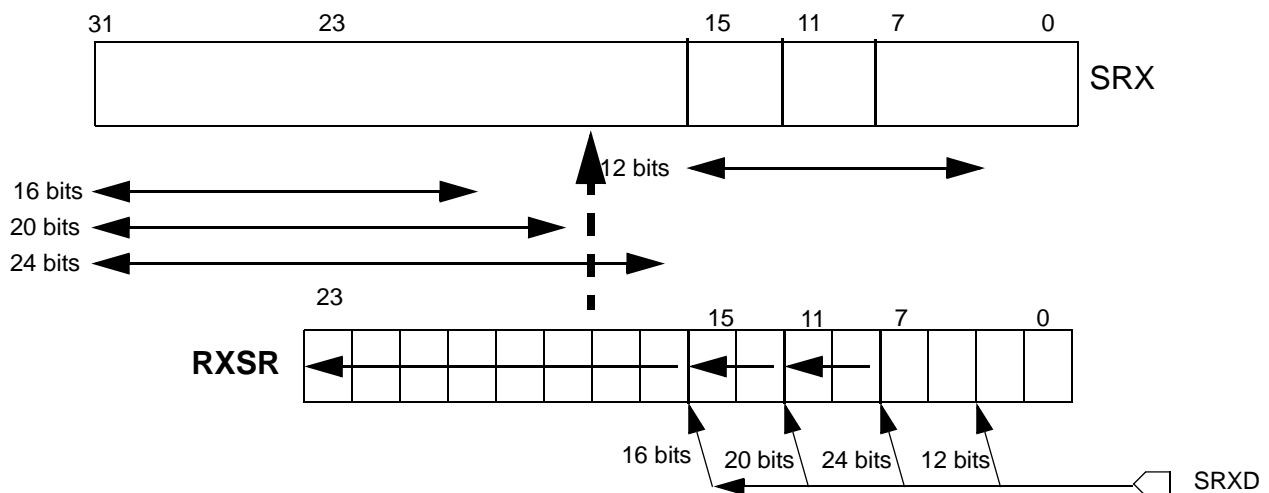 31 23 15 11 7 0
SRX
12 bits
16 bits
20 bits
24 bits
23
15 11 7 0
RXSR
16 bits 20 bits 24 bits 12 bits
SRXD